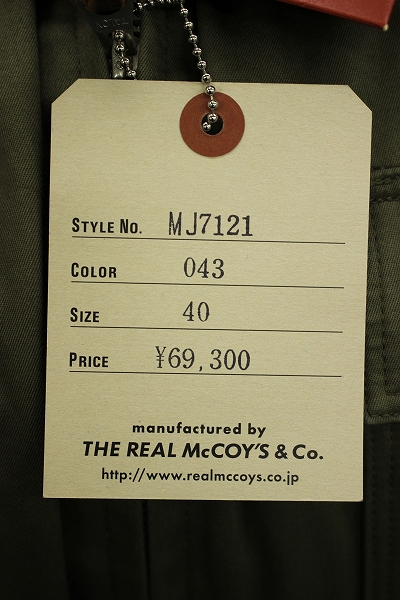 STYLE NO. MJ7121
COLOR 043
SIZE 40
PRICE ¥69,300
manufactured by
THE REAL McCOY'S & Co.
http://www.realmccoys.co.jp